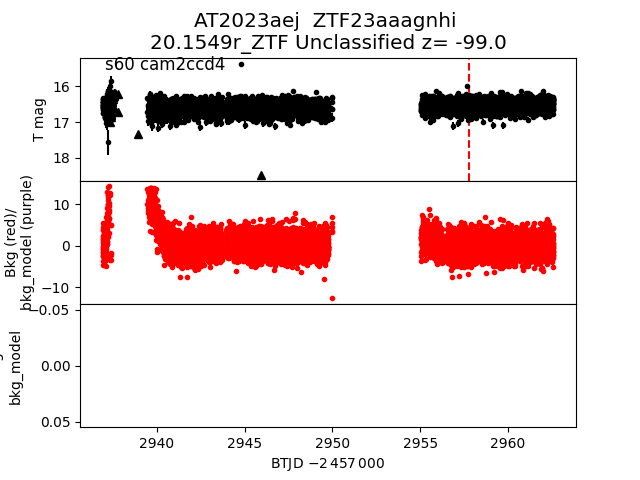 AT2023aej  ZTF23aaagnhi
20.1549r_ZTF Unclassified z= -99.0
s60 cam2ccd4
T mag
16
17
18
Bkg (red)/
bkg_model (purple)
10
0
−10
bkg_model
−0.05
0.00
0.05
2940
2945
2950
2955
2960
BTJD −2 457 000